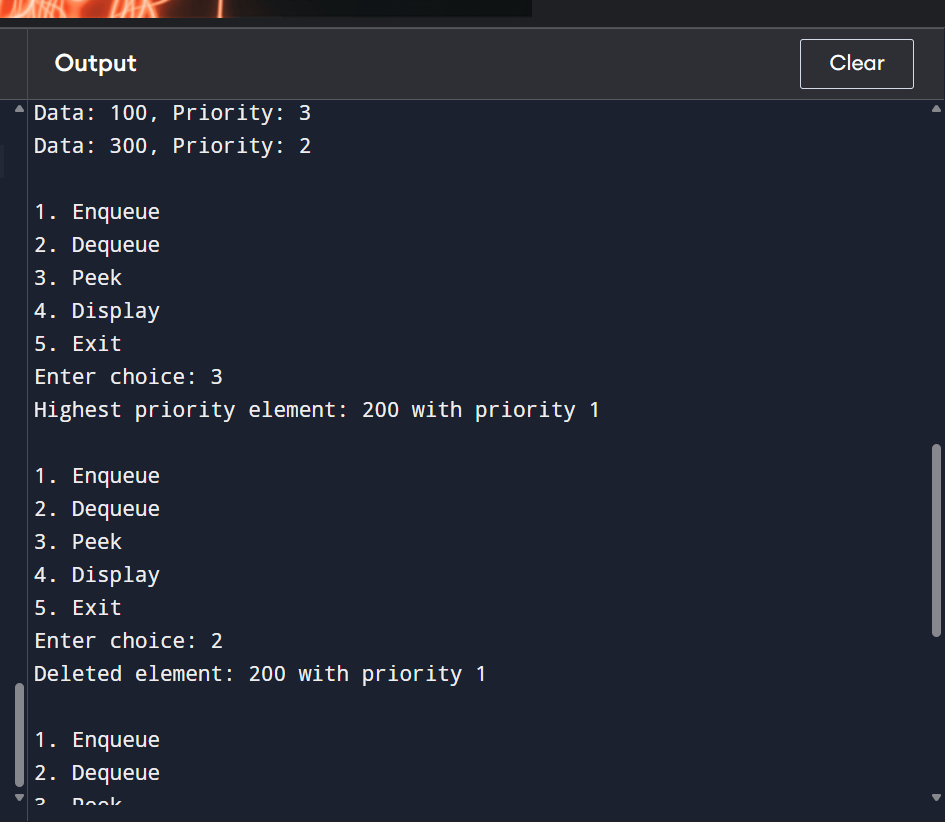 Output
Clear
Data: 100, Priority: 3
Data: 300, Priority: 2
1. Enqueue
2. Dequeue
3. Peek
4. Display
5. Exit
Enter choice: 3
Highest priority element: 200 with priority 1
1. Enqueue
2. Dequeue
3. Peek
4. Display
5. Exit
Enter choice: 2
Deleted element: 200 with priority 1
1. Enqueue
2. Dequeue
3. Peek